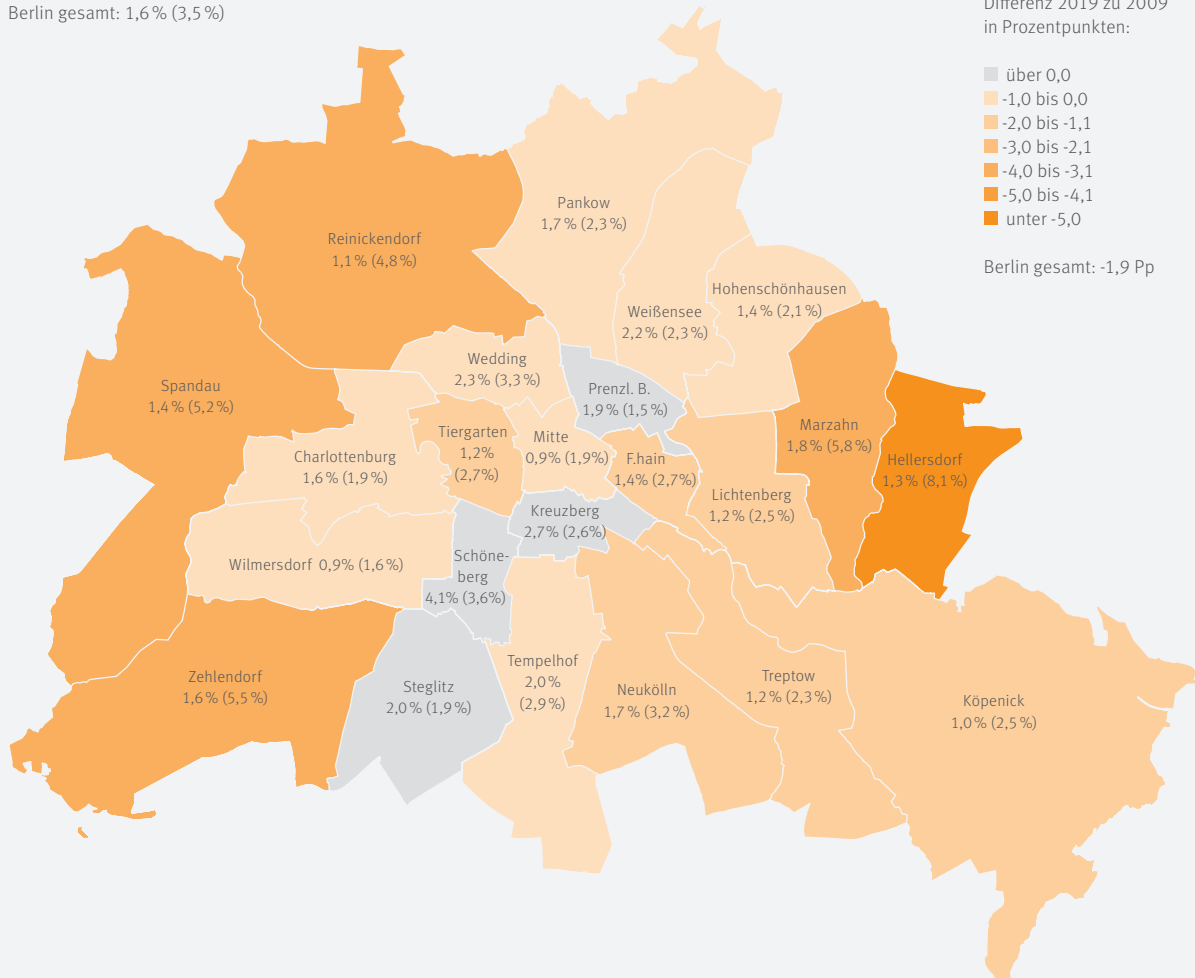 Berlin gesamt: 1,6 % (3,5 %)
Differenz 2019 zu 2009
in Prozentpunkten:
über 0,0
-1,0 bis 0,0
-2,0 bis -1,1
-3,0 bis -2,1
-4,0 bis -3,1
-5,0 bis -4,1
unter -5,0
Berlin gesamt: -1,9 Pp
Pankow
1,7 % (2,3 %)
Reinickendorf
1,1 % (4,8 %)
Hohenschönhausen
1,4 % (2,1 %)
Weißensee
2,2 % (2,3 %)
Wedding
2,3 % (3,3 %)
Spandau
1,4 % (5,2 %)
Prenzl. B.
1,9 % (1,5 %)
Marzahn
1,8 % (5,8 %)
Tiergarten
1,2%
(2,7%)
Mitte
0,9% (1,9%)
Charlottenburg
1,6 % (1,9 %)
F.hain
1,4% (2,7%)
Hellersdorf
1,3% (8,1%)
Lichtenberg
1,2 % (2,5 %)
Kreuzberg
2,7% (2,6%)
Schöne-
berg
4,1% (3,6%)
Wilmersdorf 0,9% (1,6%)
Tempelhof
2,0 %
(2,9%)
Zehlendorf
1,6 % (5,5 %)
Steglitz
2,0 % (1,9 %)
Neukölln
1,7 % (3,2 %)
Treptow
1,2 % (2,3 %)
Köpenick
1,0 % (2,5 %)